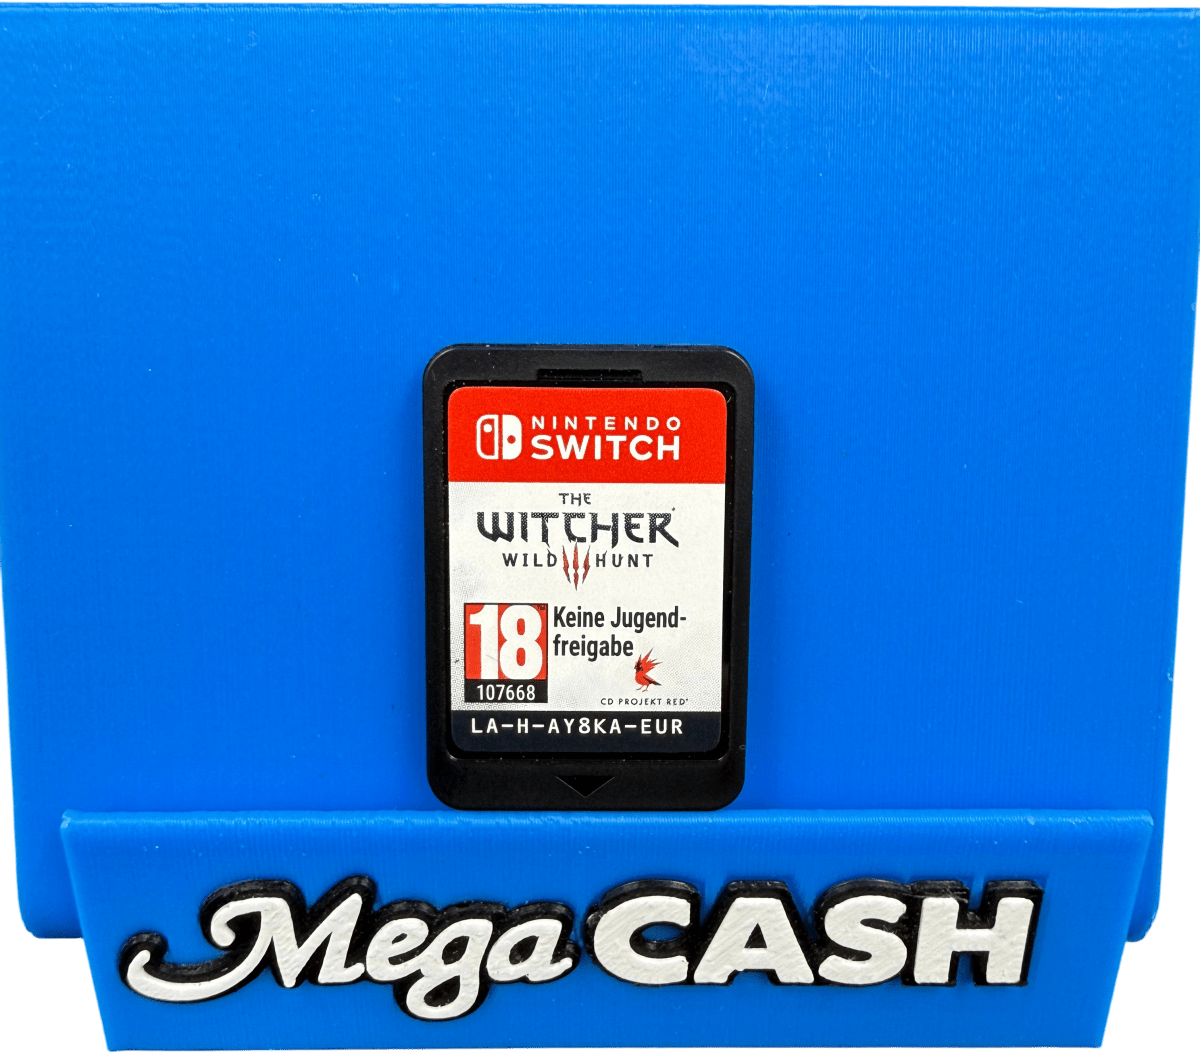 NINTENDO
SWITCH
THE
WITCHER
WILD III HUNT
18
Keine Jugend-
freigabe
107668
CD PROJEKT RED
LA-H-AY8KA-EUR
Mega CASH